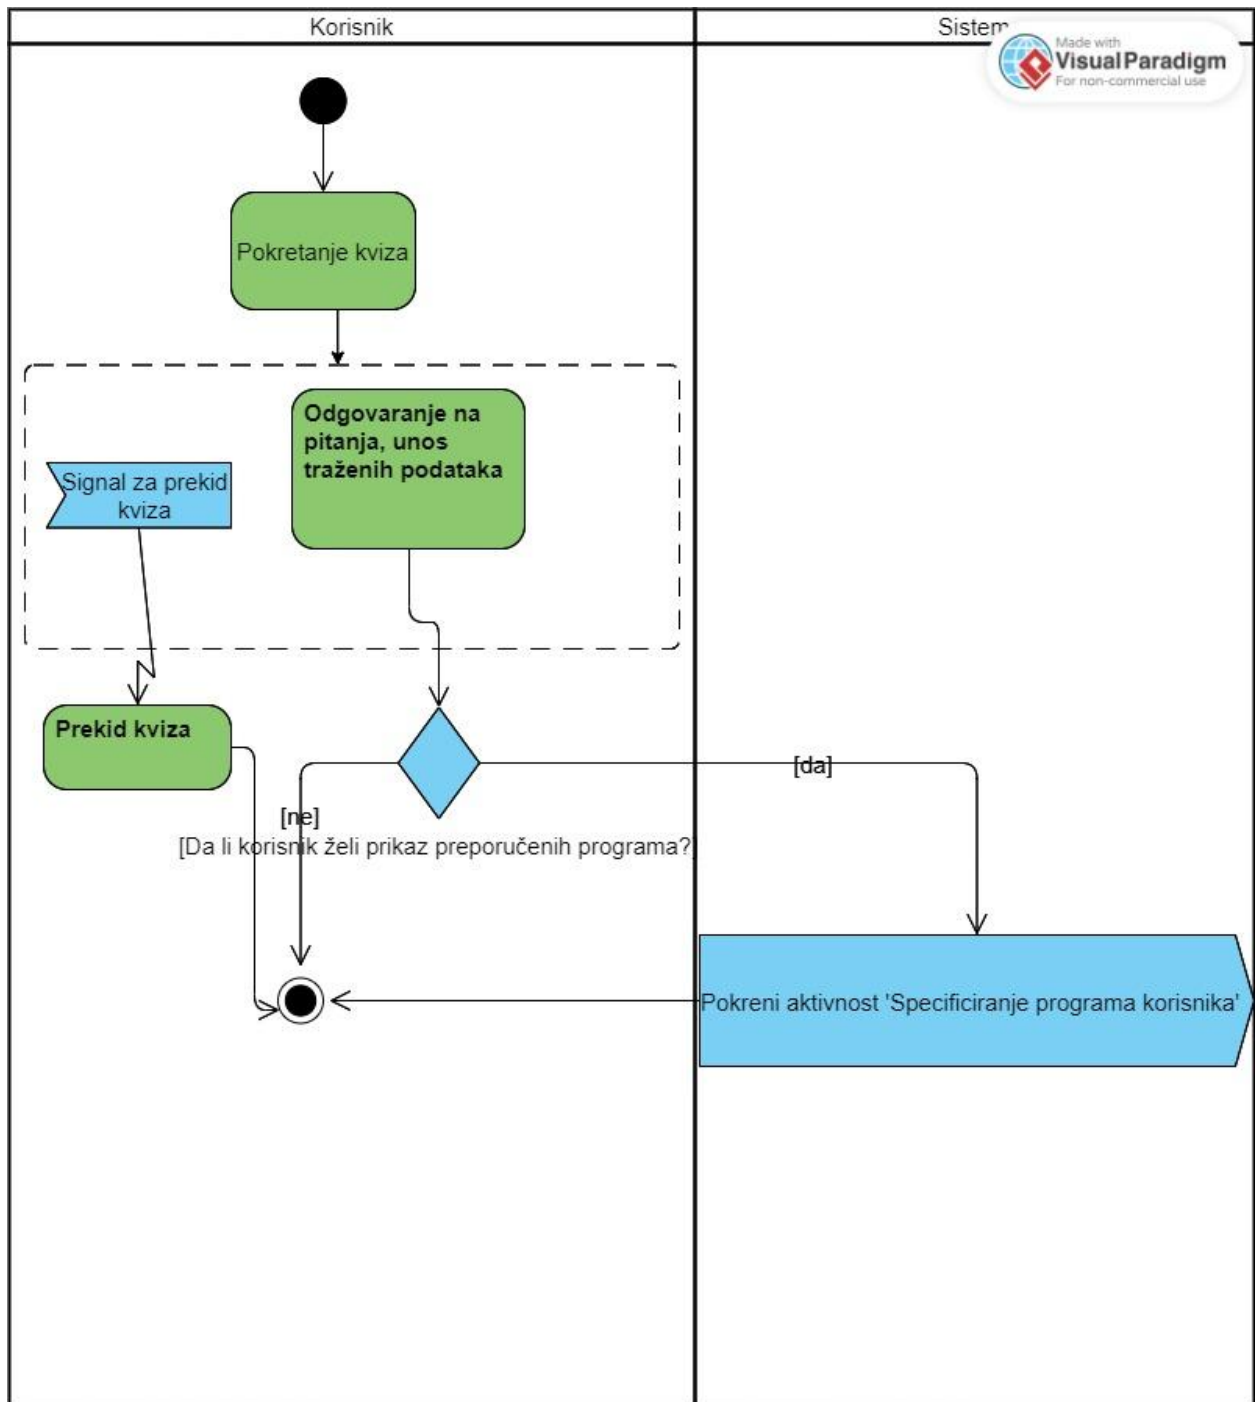 Korisnik
Sistem
Made with
Visual Paradigm
For non-commercial use
Pokretanje kviza
Odgovaranje na
pitanja, unos
traženih podataka
Signal za prekid
kviza
Prekid kviza
[da]
[ne]
[Da li korisnik želi prikaz preporučenih programa?]
Pokreni aktivnost 'Specificiranje programa korisnika'